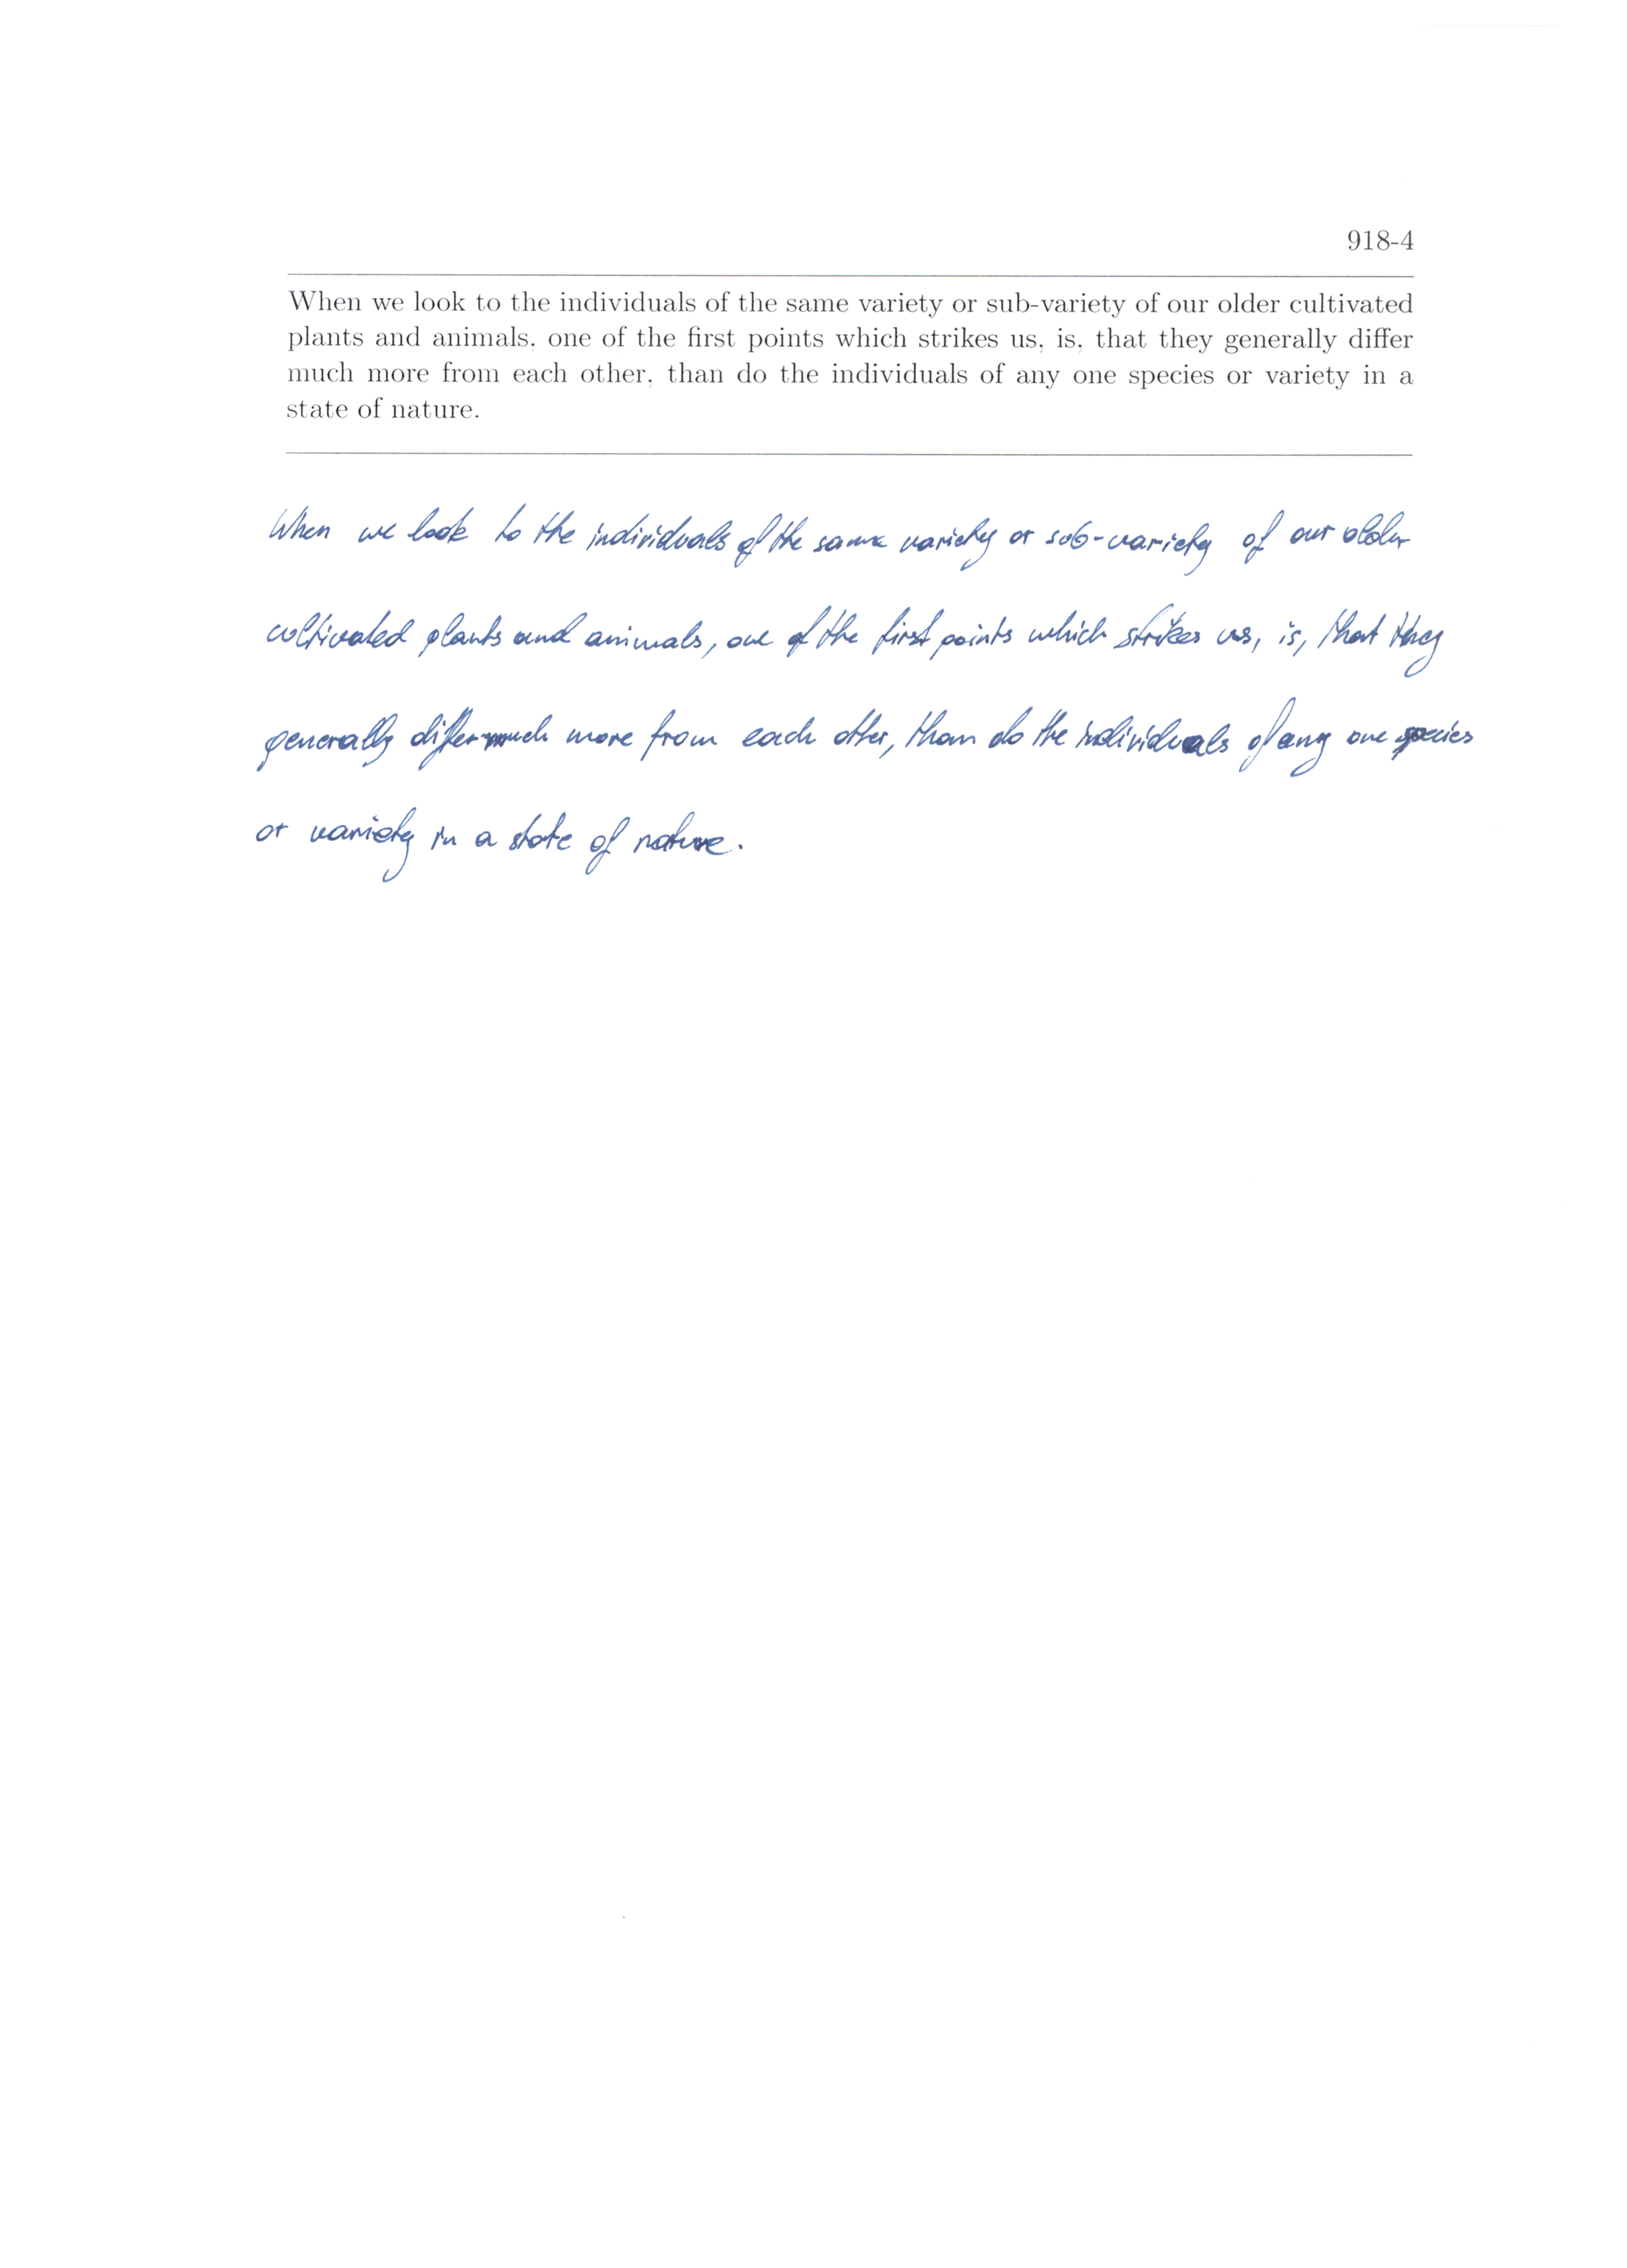 918-4
When we look to the individuals of the same variety or sub-variety of our older cultivated
plants and animals, one of the first points which strikes us, is, that they generally differ
much more from each other, than do the individuals of any one species or variety in a
state of nature.
When we look to the individuals of the same variety or sub-variety of our older
cultivated plants and animals, one of the first points which strikes us, is, that they
generally differ much more from each other, than do the individuals of any one species
or variety in a state of nature.